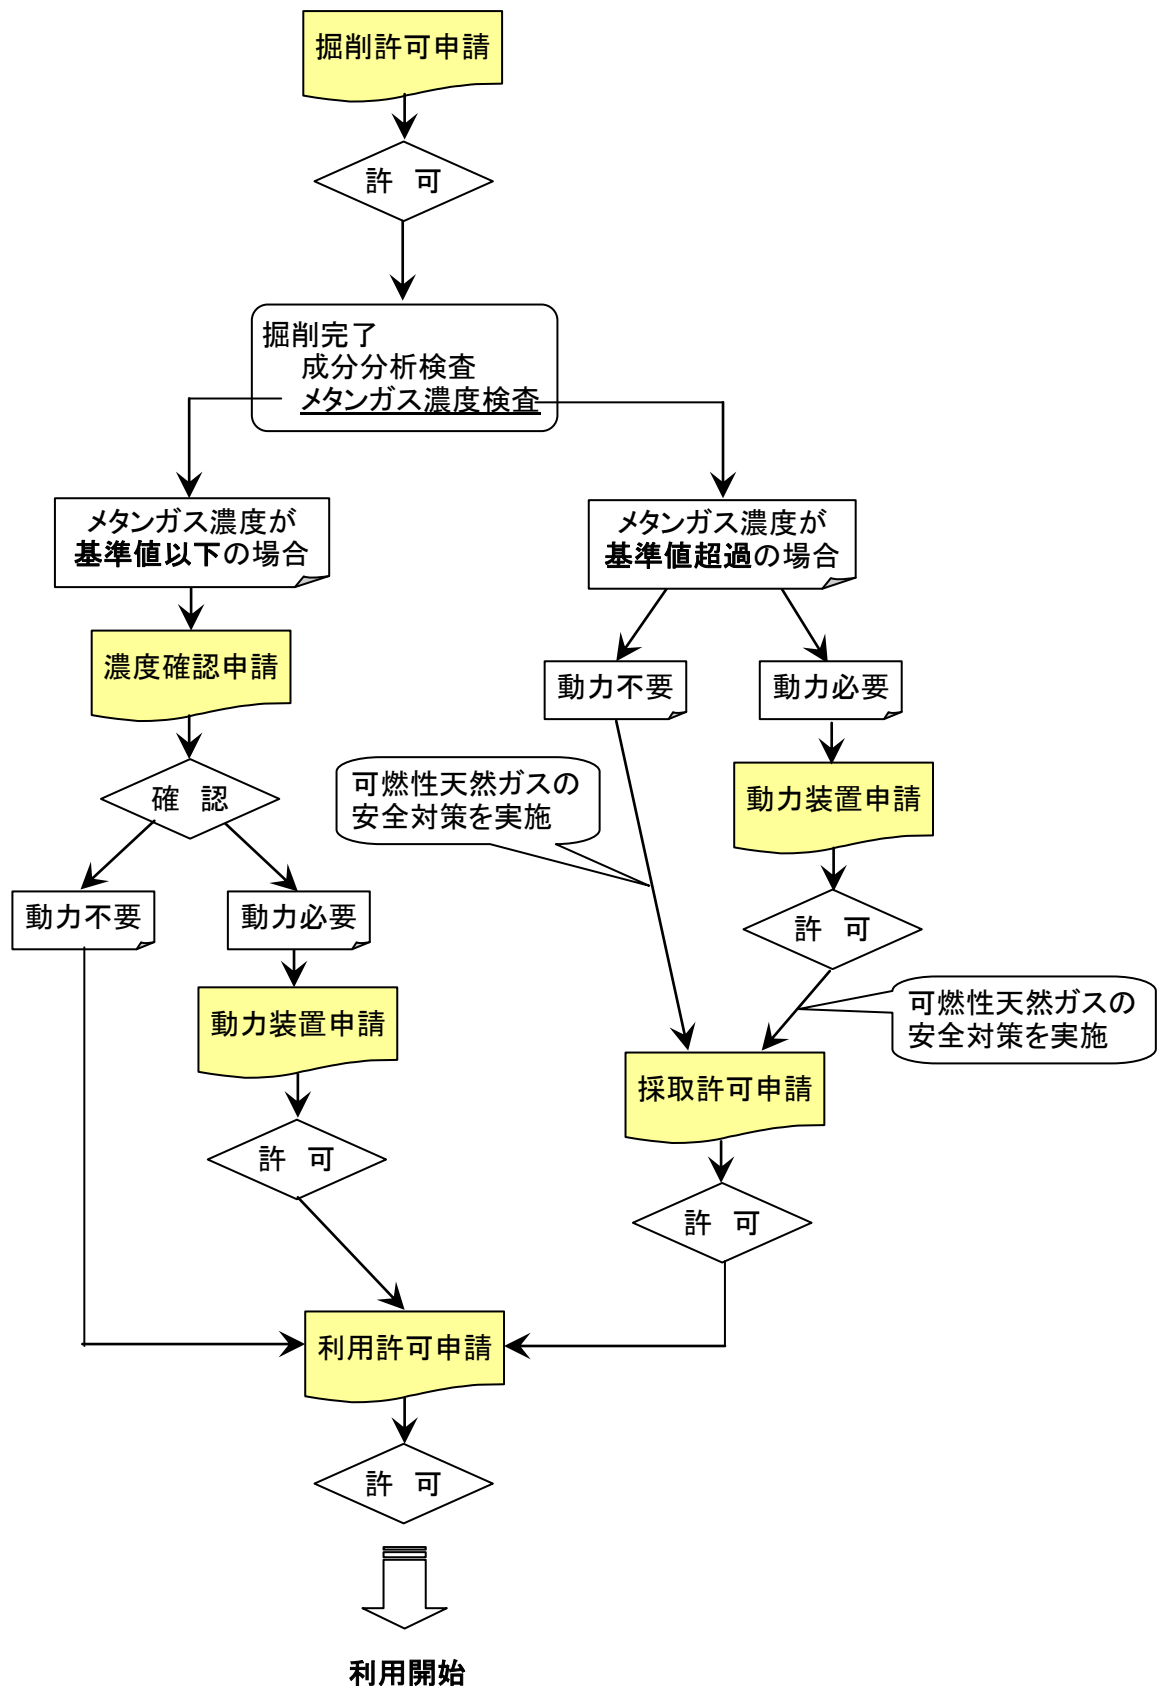 掘削許可申請
許 可
掘削完了
成分分析検査
メタンガス濃度検査
メタンガス濃度が
基準値以下の場合
メタンガス濃度が
基準値超過の場合
濃度確認申請
動力不要
動力必要
確 認
可燃性天然ガスの
安全対策を実施
動力装置申請
動力不要
動力必要
許 可
動力装置申請
可燃性天然ガスの
安全対策を実施
採取許可申請
許 可
許 可
利用許可申請
許 可
利用開始